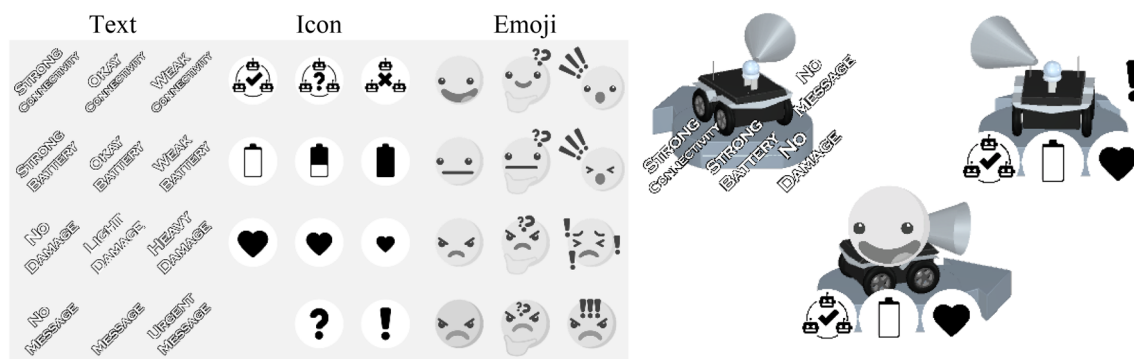 Text Icon Emoji
STRONG CONNECTIVITY OKAY CONNECTIVITY WEAK CONNECTIVITY ? ?
STRONG BATTERY OKAY BATTERY WEAK BATTERY ?
NO DAMAGE LIGHT DAMAGE HEAVY DAMAGE ?
NO MESSAGE MESSAGE URGENT MESSAGE ? ! ? !!!
NO MESSAGE
STRONG CONNECTIVITY STRONG BATTERY NO DAMAGE
!